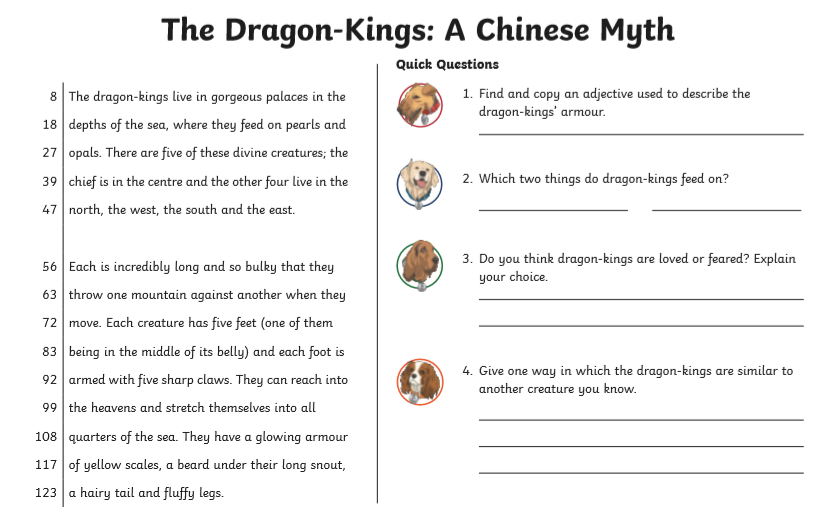 The Dragon-Kings: A Chinese Myth
8 The dragon-kings live in gorgeous palaces in the
18 depths of the sea, where they feed on pearls and
27 opals. There are five of these divine creatures; the
39 chief is in the centre and the other four live in the
47 north, the west, the south and the east.
56 Each is incredibly long and so bulky that they
63 throw one mountain against another when they
72 move. Each creature has five feet (one of them
83 being in the middle of its belly) and each foot is
92 armed with five sharp claws. They can reach into
99 the heavens and stretch themselves into all
108 quarters of the sea. They have a glowing armour
117 of yellow scales, a beard under their long snout,
123 a hairy tail and fluffy legs.
Quick Questions
1. Find and copy an adjective used to describe the
dragon-kings' armour.
2. Which two things do dragon-kings feed on?
3. Do you think dragon-kings are loved or feared? Explain
your choice.
4. Give one way in which the dragon-kings are similar to
another creature you know.